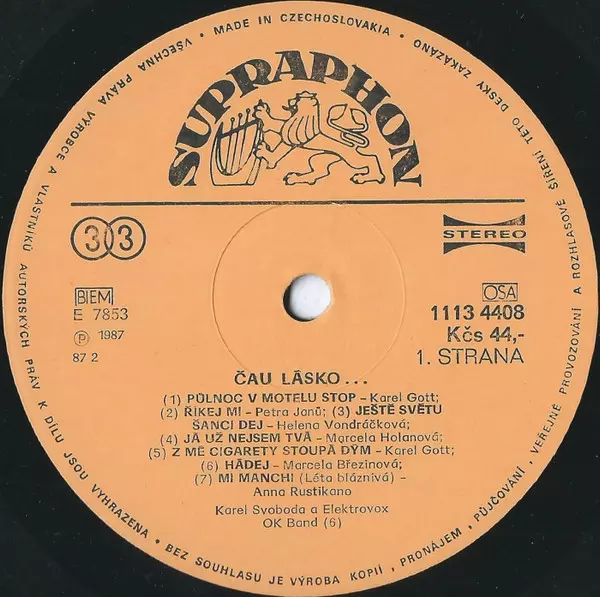 • MADE IN CZECHOSLOVAKIA • VŠECHNA PRÁVA VÝROBCE A VLASTNÍKŮ AUTORSKÝCH PRÁV K DÍLU JSOU VYHRAZENA • BEZ SOUHLASU JE VÝROBA KOPIÍ, PRONÁJEM, PŮJČOVÁNÍ, VEŘEJNÉ PROVOZOVÁNÍ A ROZHLASOVÉ ŠÍŘENÍ TÉTO DESKY ZAKÁZÁNO
SUPRAPHON
33
STEREO
BIEM
OSA
E 7853
1113 4408
℗ 1987
Kčs 44,-
87 2
1. STRANA
ČAU LÁSKO...
(1) PŮLNOC V MOTELU STOP – Karel Gott;
(2) ŘÍKEJ MI – Petra Janů; (3) JEŠTĚ SVĚTU
ŠANCI DEJ – Helena Vondráčková;
(4) JÁ UŽ NEJSEM TVÁ – Marcela Holanová;
(5) Z MÉ CIGARETY STOUPÁ DÝM – Karel Gott;
(6) HÁDEJ – Marcela Březinová;
(7) MI MANCHI (Léta bláznivá) –
Anna Rustikano
Karel Svoboda a Elektrovox
OK Band (6)